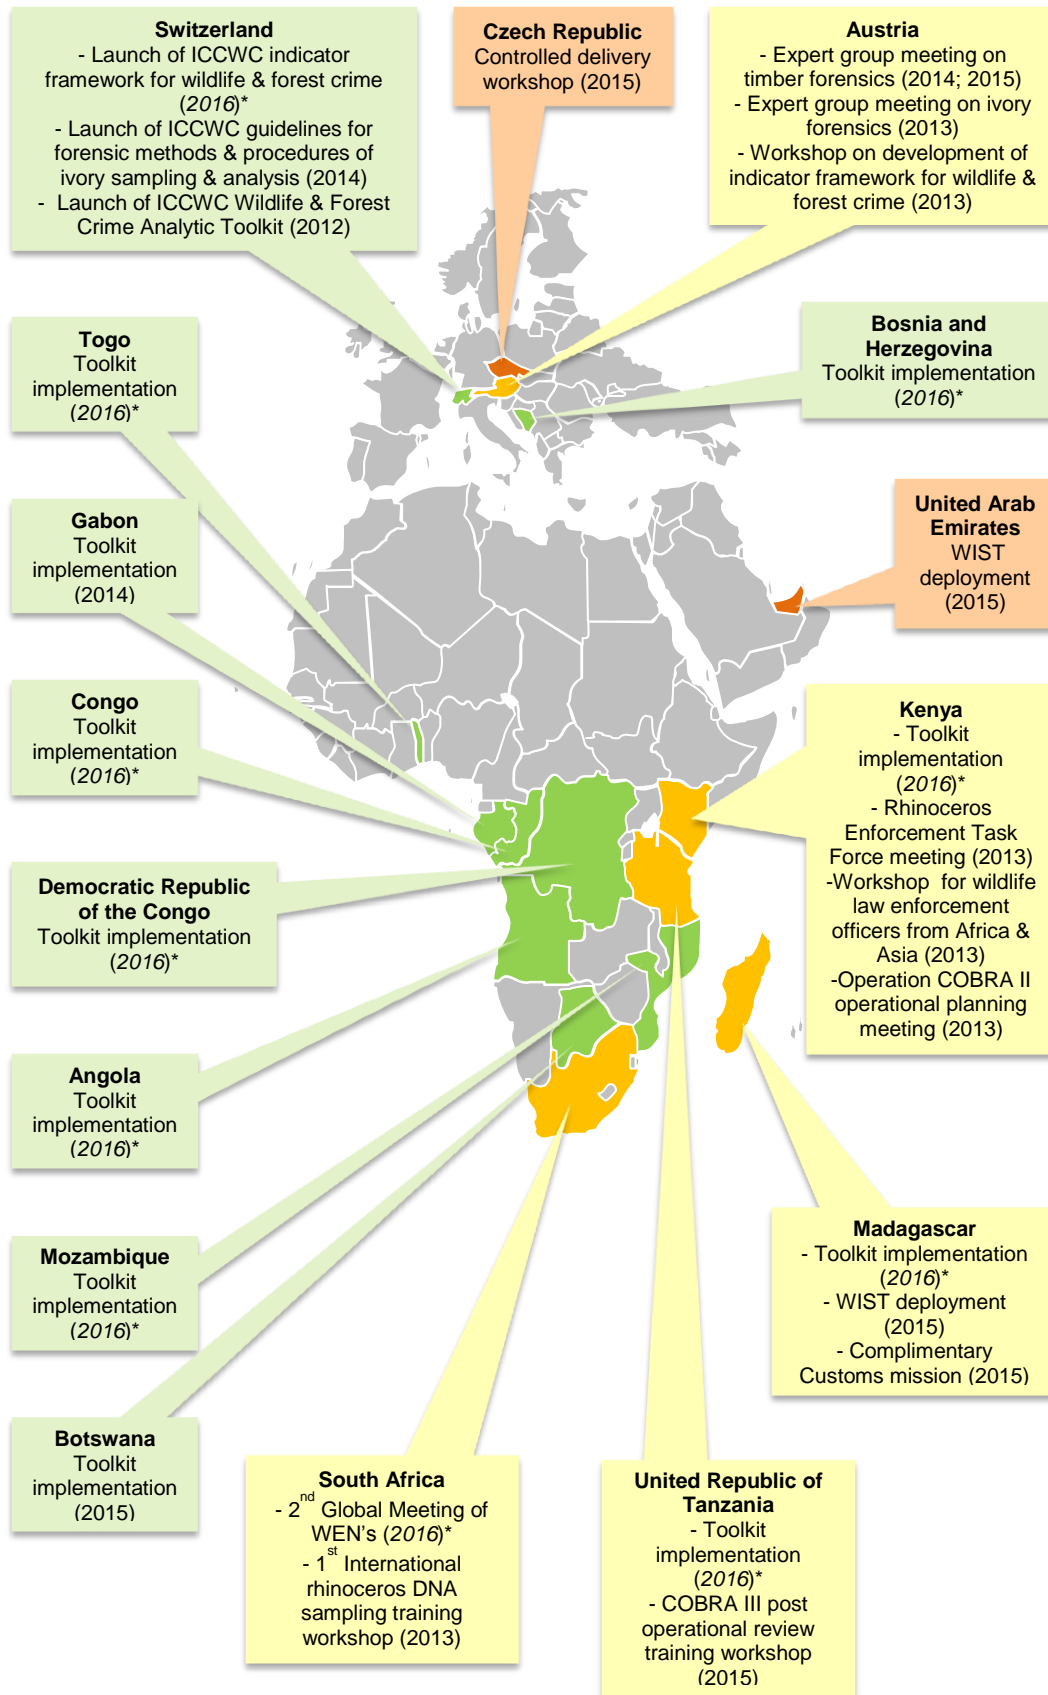 Switzerland
- Launch of ICCWC indicator
framework for wildlife & forest crime
(2016)*
- Launch of ICCWC guidelines for
forensic methods & procedures of
ivory sampling & analysis (2014)
- Launch of ICCWC Wildlife & Forest
Crime Analytic Toolkit (2012)
Czech Republic
Controlled delivery
workshop (2015)
Austria
- Expert group meeting on
timber forensics (2014; 2015)
- Expert group meeting on ivory
forensics (2013)
- Workshop on development of
indicator framework for wildlife &
forest crime (2013)
Togo
Toolkit
implementation
(2016)*
Bosnia and
Herzegovina
Toolkit implementation
(2016)*
Gabon
Toolkit
implementation
(2014)
United Arab
Emirates
WIST
deployment
(2015)
Congo
Toolkit
implementation
(2016)*
Kenya
- Toolkit
implementation
(2016)*
- Rhinoceros
Enforcement Task
Force meeting (2013)
-Workshop for wildlife
law enforcement
officers from Africa &
Asia (2013)
-Operation COBRA II
operational planning
meeting (2013)
Democratic Republic
of the Congo
Toolkit implementation
(2016)*
Angola
Toolkit
implementation
(2016)*
Mozambique
Toolkit
implementation
(2016)*
Madagascar
- Toolkit implementation
(2016)*
- WIST deployment
(2015)
- Complimentary
Customs mission (2015)
Botswana
Toolkit
implementation
(2015)
South Africa
- 2nd Global Meeting of
WEN's (2016)*
- 1st International
rhinoceros DNA
sampling training
workshop (2013)
United Republic of
Tanzania
- Toolkit
implementation
(2016)*
- COBRA III post
operational review
training workshop
(2015)